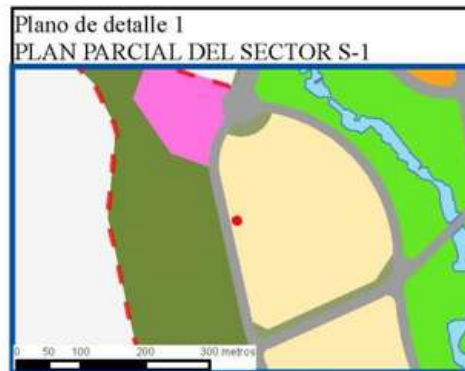 Plano de detalle 1
PLAN PARCIAL DEL SECTOR S-1
0 50 100 200 300 metros